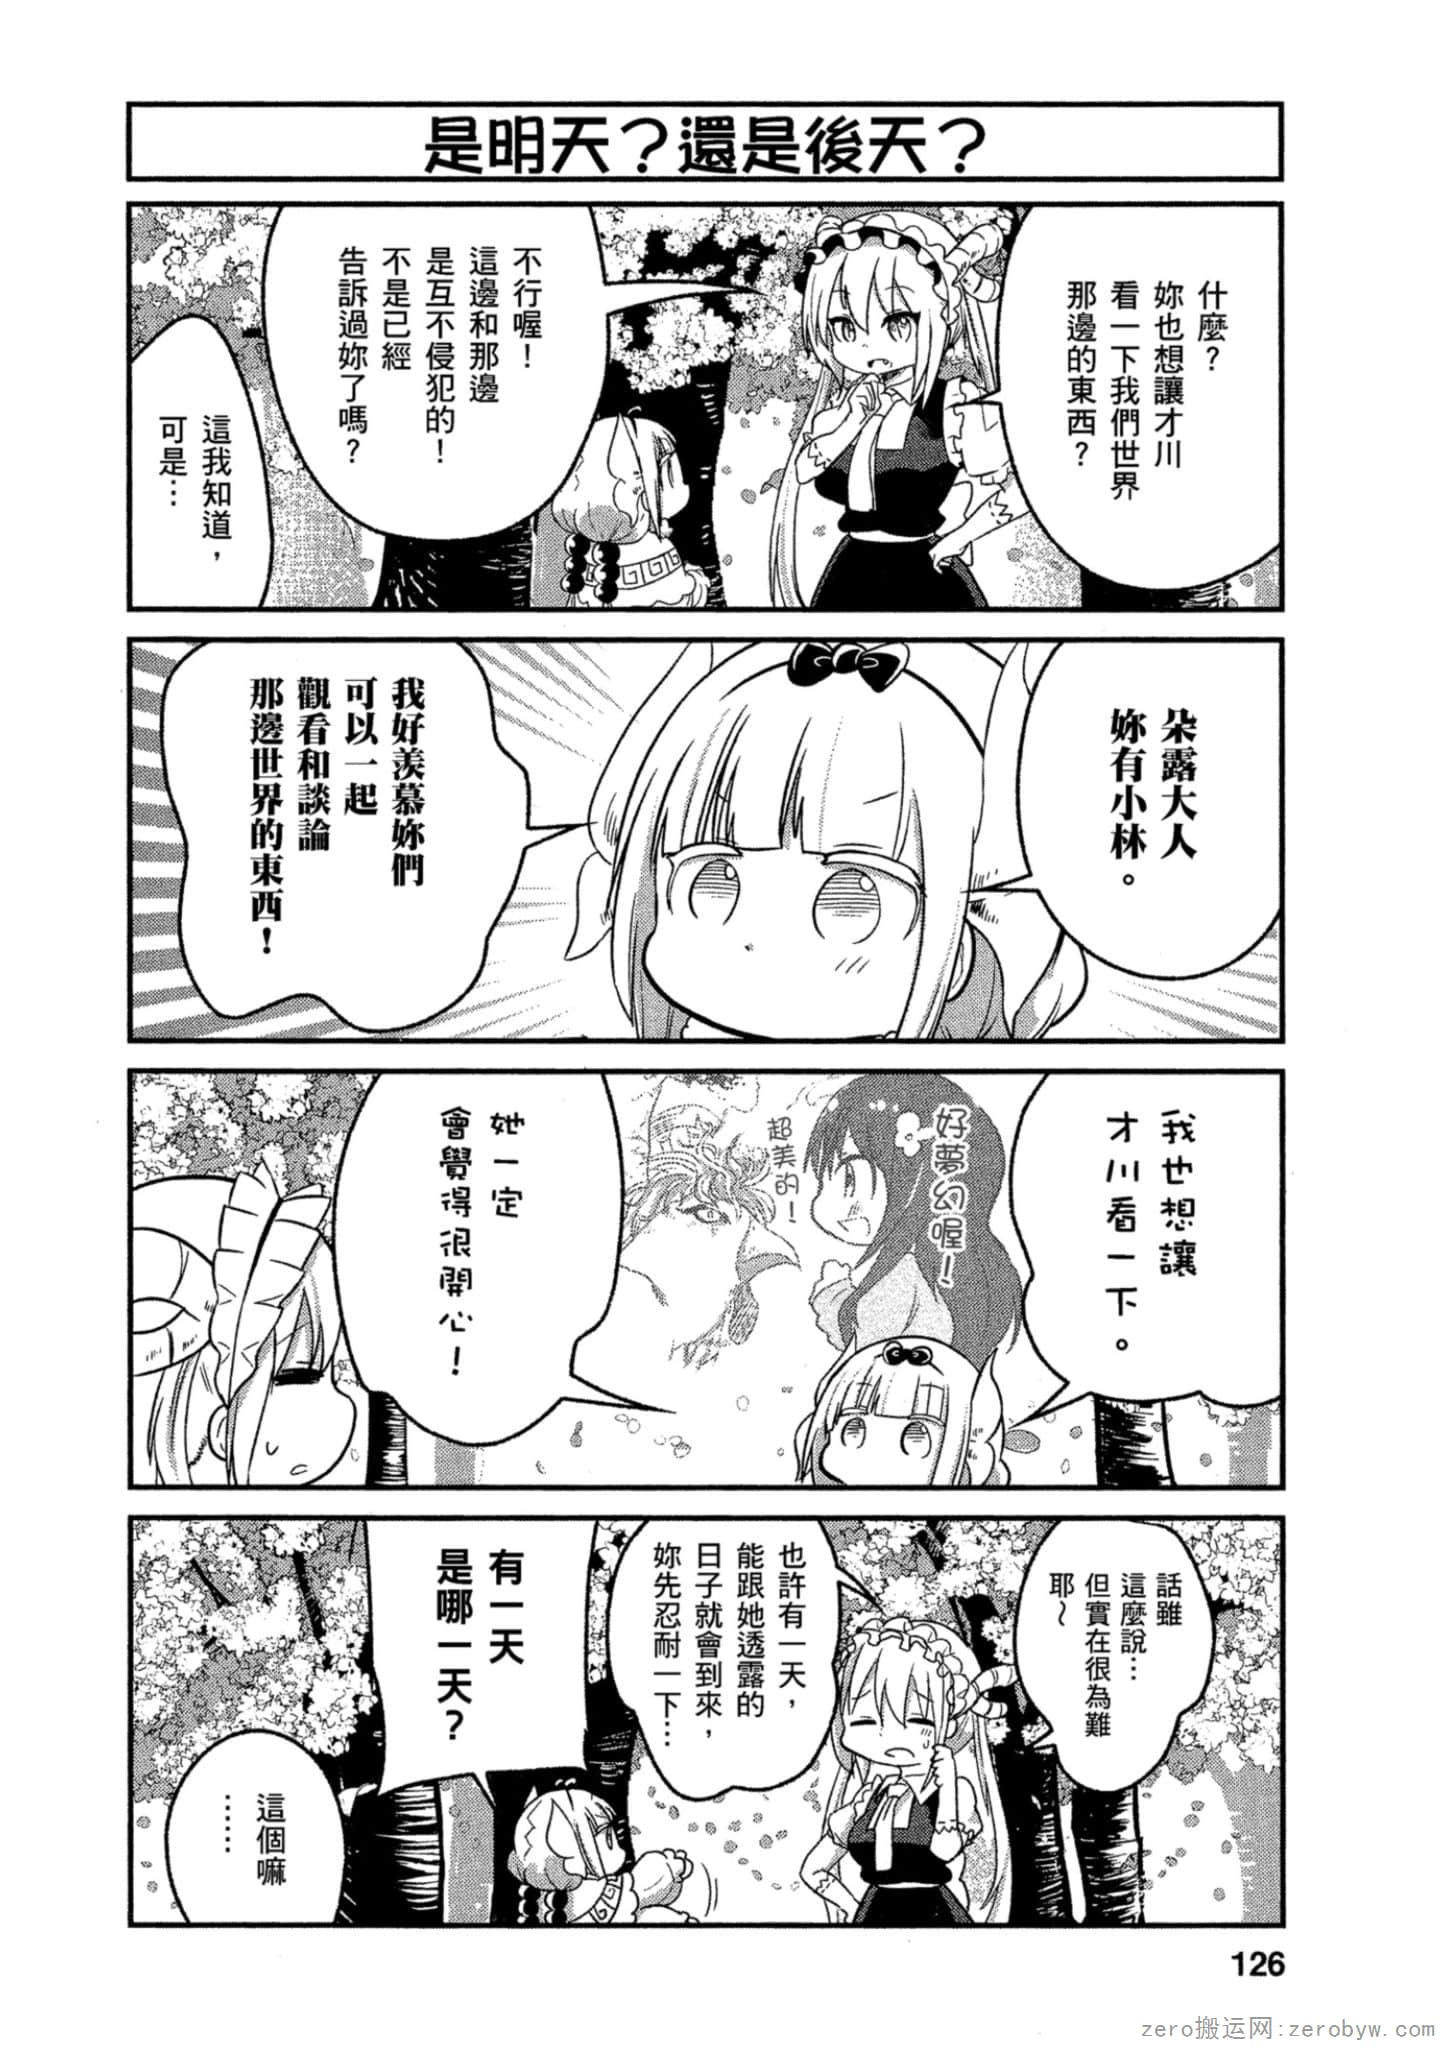 是明天？還是後天？
什麼？
妳也想讓才川
看一下我們世界
那邊的東西？
不行喔！
這邊和那邊
是互不侵犯的！
不是已經
告訴過妳了嗎？
這我知道，
可是…
朵露大人
妳有小林。
我好羨慕妳們
可以一起
觀看和談論
那邊世界的東西！
我也想讓
才川看一下。
好夢幻喔！
超美的！
她一定
會覺得很開心！
話雖
這麼說…
但實在很為難
耶～
也許有一天，
能跟她透露的
日子就會到來，
妳先忍耐一下…
有一天
是哪一天？
這個嘛
……
126
zero搬运网:zerobyw.com